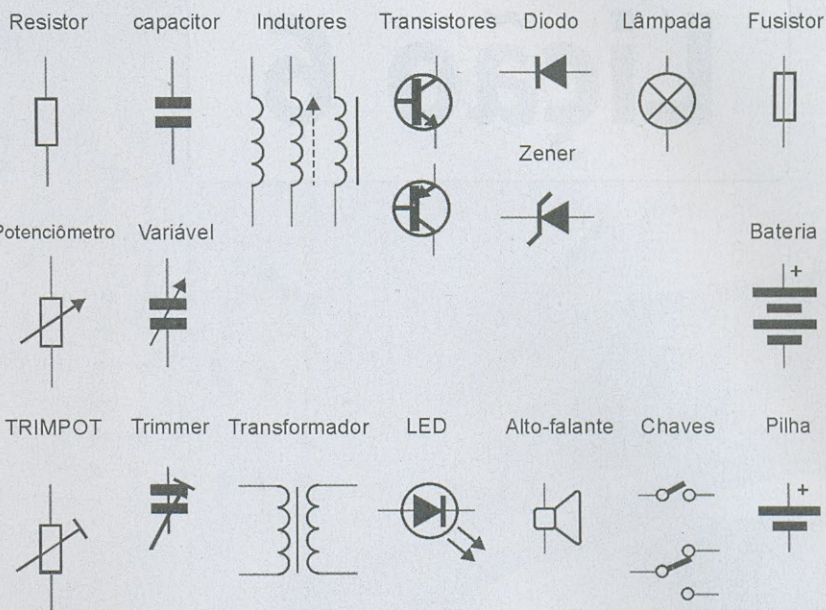 Resistor capacitor Indutores Transistores Diodo Lâmpada Fusistor
Zener
Potenciômetro Variável Bateria
+
TRIMPOT Trimmer Transformador LED Alto-falante Chaves Pilha
+